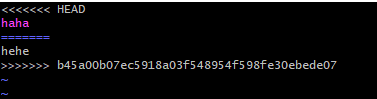 <<<<<<< HEAD
haha
=======
hehe
>>>>>>> b45a00b07ec5918a03f548954f598fe30ebede07
~
~